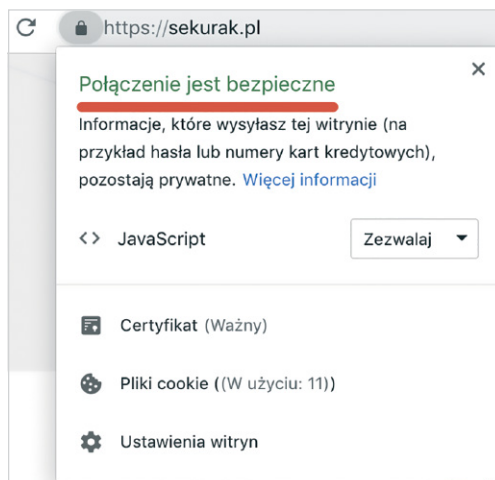 https://sekurak.pl
Połączenie jest bezpieczne
Informacje, które wysyłasz tej witrynie (na
przykład hasła lub numery kart kredytowych),
pozostają prywatne. Więcej informacji
<> JavaScript Zezwalaj
Certyfikat (Ważny)
Pliki cookie ((W użyciu: 11))
Ustawienia witryn